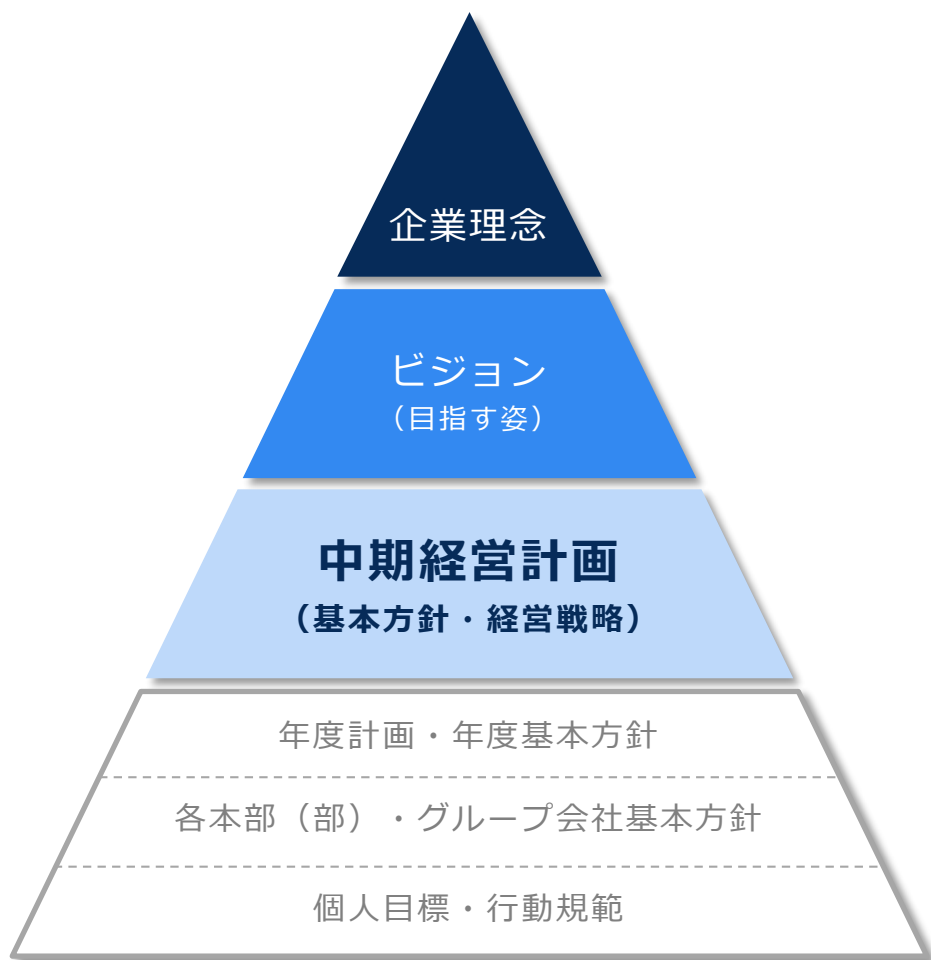 企業理念
ビジョン
（目指す姿）
中期経営計画
（基本方針・経営戦略）
年度計画・年度基本方針
各本部（部）・グループ会社基本方針
個人目標・行動規範